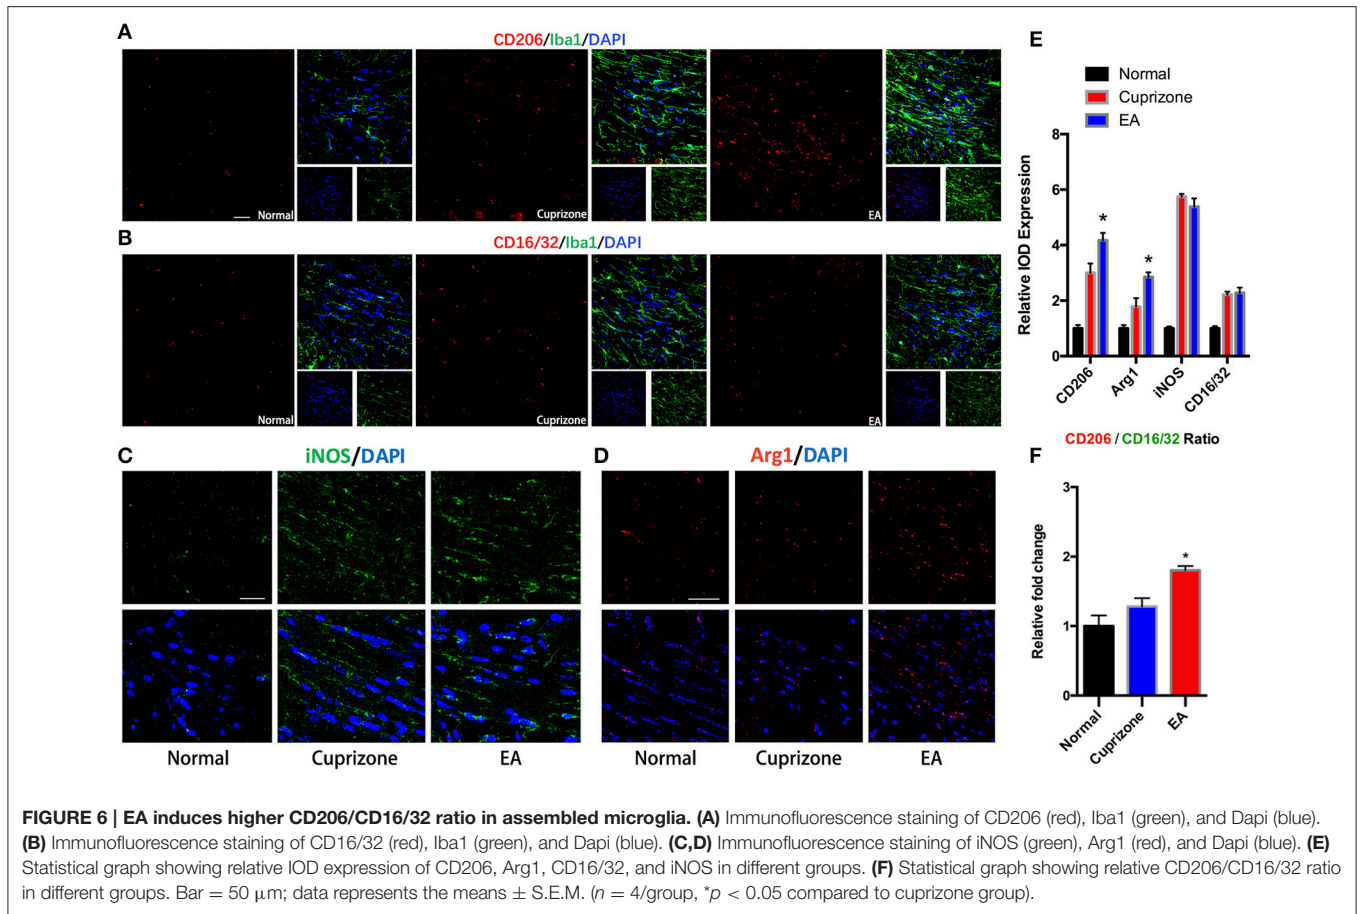 A
CD206/Iba1/DAPI
Normal
Cuprizone
EA
B
CD16/32/Iba1/DAPI
Normal
Cuprizone
EA
C
iNOS/DAPI
Normal
Cuprizone
EA
D
Arg1/DAPI
Normal
Cuprizone
EA
E
Normal
Cuprizone
EA
Relative IOD Expression
8
6
4
2
0
*
*
CD206
Arg1
iNOS
CD16/32
CD206 / CD16/32 Ratio
F
Relative fold change
3
2
1
0
*
Normal
Cuprizone
EA
FIGURE 6 | EA induces higher CD206/CD16/32 ratio in assembled microglia. (A) Immunofluorescence staining of CD206 (red), Iba1 (green), and Dapi (blue).
(B) Immunofluorescence staining of CD16/32 (red), Iba1 (green), and Dapi (blue). (C,D) Immunofluorescence staining of iNOS (green), Arg1 (red), and Dapi (blue). (E)
Statistical graph showing relative IOD expression of CD206, Arg1, CD16/32, and iNOS in different groups. (F) Statistical graph showing relative CD206/CD16/32 ratio
in different groups. Bar = 50 μm; data represents the means ± S.E.M. (n = 4/group, *p < 0.05 compared to cuprizone group).